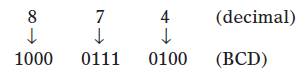 8 7 4 (decimal)
↓ ↓ ↓
1000 0111 0100 (BCD)